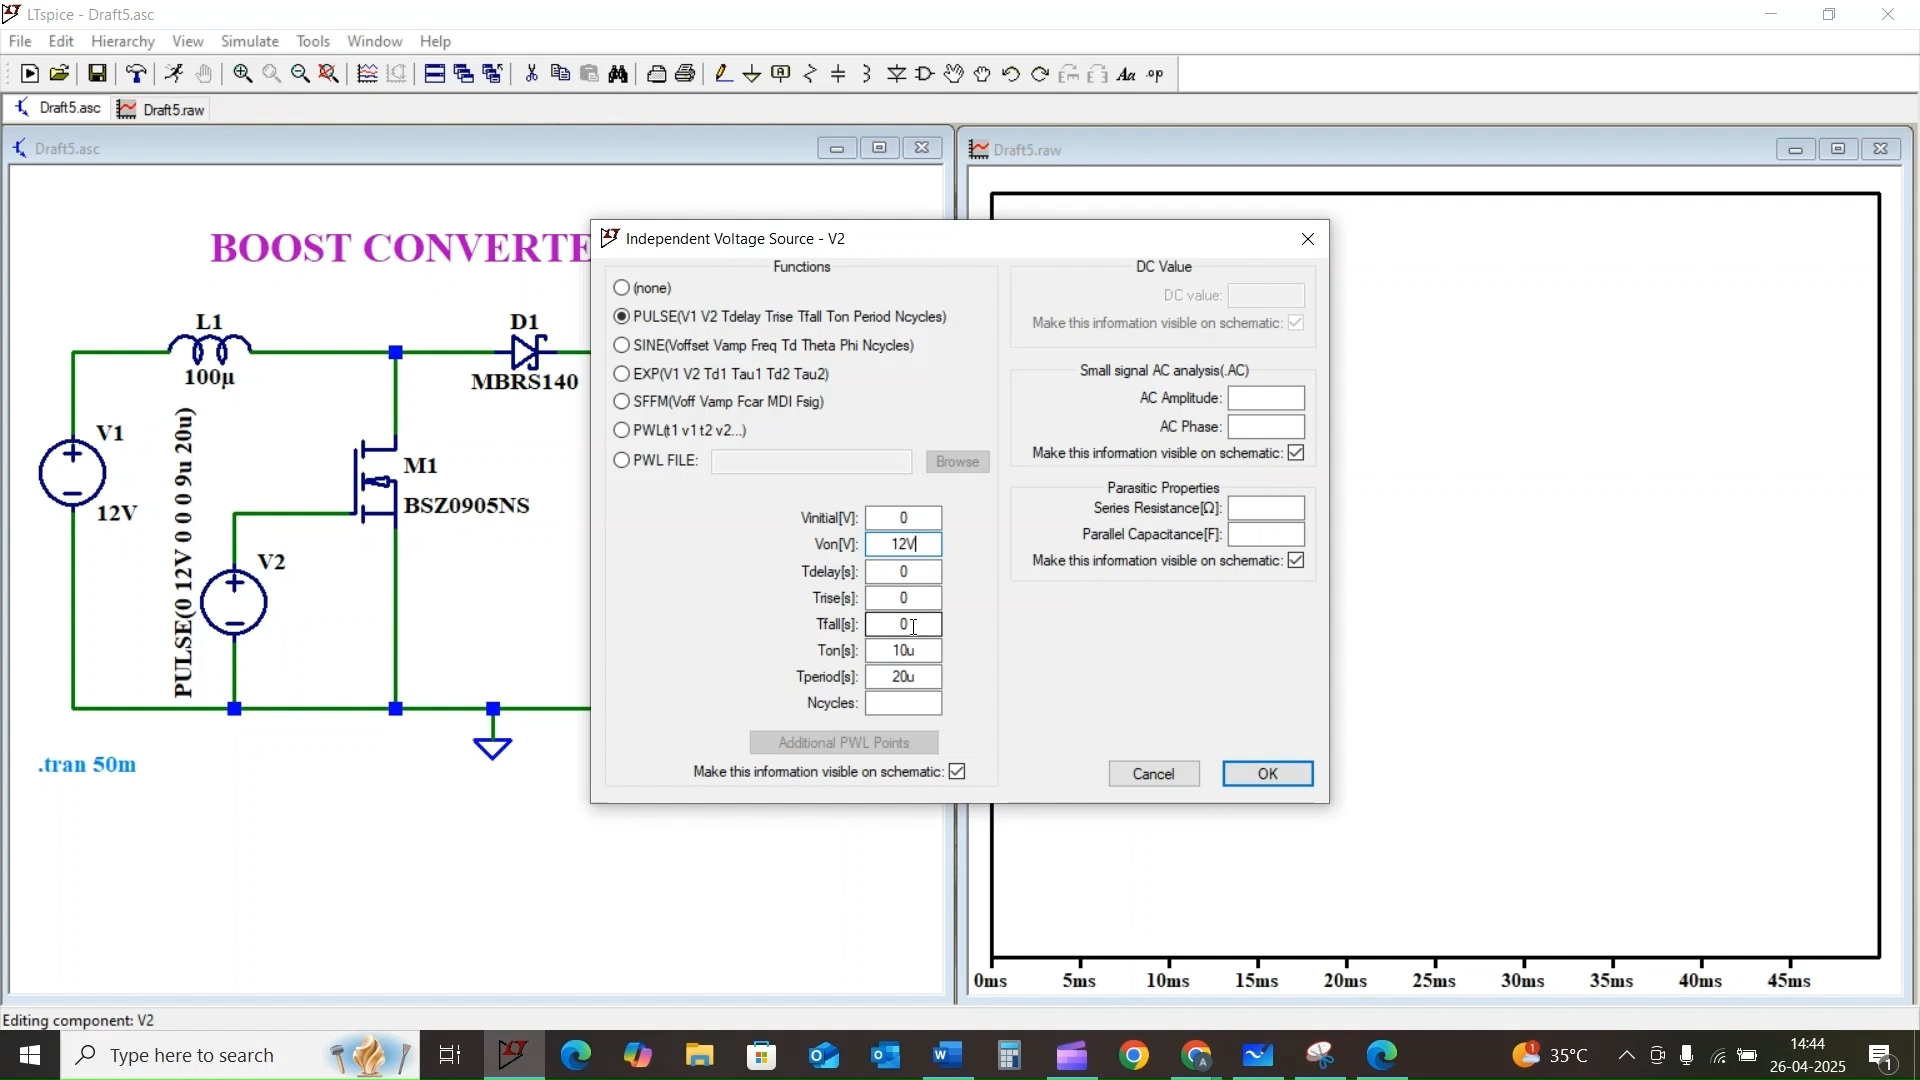 LTspice - Draft5.asc
File Edit Hierarchy View Simulate Tools Window Help
Aa .op
Draft5.asc Draft5.raw
Draft5.asc
Draft5.raw
BOOST CONVERTE
L1
100µ
D1
MBRS140
V1
12V
M1
BSZ0905NS
V2
PULSE(0 12V 0 0 0 9u 20u)
.tran 50m
Independent Voltage Source - V2
Functions
(none)
PULSE(V1 V2 Tdelay Trise Tfall Ton Period Ncycles)
SINE(Voffset Vamp Freq Td Theta Phi Ncycles)
EXP(V1 V2 Td1 Tau1 Td2 Tau2)
SFFM(Voff Vamp Fcar MDI Fsig)
PWL(t1 v1 t2 v2...)
PWL FILE: Browse
Vinitial[V]: 0
Von[V]: 12V
Tdelay[s]: 0
Trise[s]: 0
Tfall[s]: 0
Ton[s]: 10u
Tperiod[s]: 20u
Ncycles:
Additional PWL Points
Make this information visible on schematic:
DC Value
DC value:
Make this information visible on schematic:
Small signal AC analysis(.AC)
AC Amplitude:
AC Phase:
Make this information visible on schematic:
Parasitic Properties
Series Resistance[Ω]:
Parallel Capacitance[F]:
Make this information visible on schematic:
Cancel OK
0ms 5ms 10ms 15ms 20ms 25ms 30ms 35ms 40ms 45ms
Editing component: V2
Type here to search
35°C
14:44
26-04-2025
1